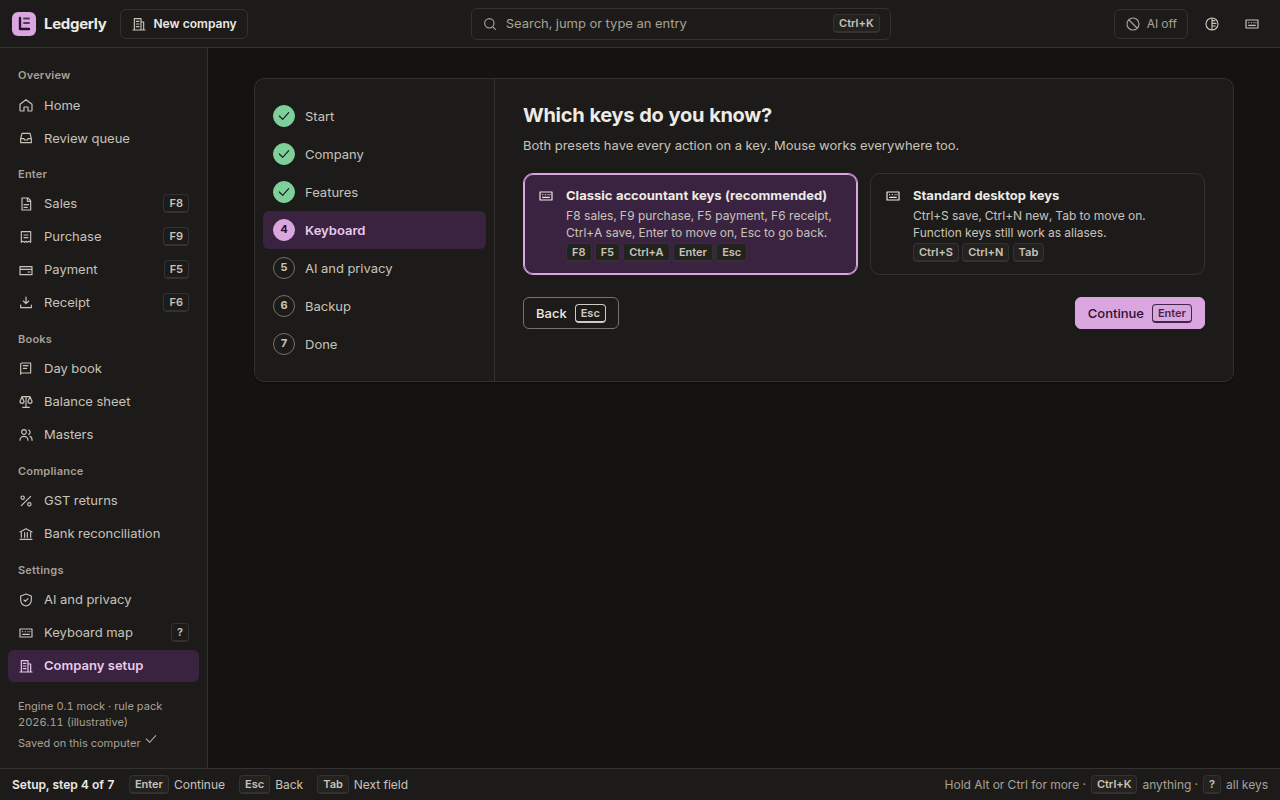 Ledgerly
New company
Search, jump or type an entry
Ctrl+K
AI off
Overview
Home
Review queue
Enter
Sales F8
Purchase F9
Payment F5
Receipt F6
Books
Day book
Balance sheet
Masters
Compliance
GST returns
Bank reconciliation
Settings
AI and privacy
Keyboard map ?
Company setup
Engine 0.1 mock · rule pack
2026.11 (illustrative)
Saved on this computer
Start
Company
Features
4 Keyboard
5 AI and privacy
6 Backup
7 Done
Which keys do you know?
Both presets have every action on a key. Mouse works everywhere too.
Classic accountant keys (recommended)
F8 sales, F9 purchase, F5 payment, F6 receipt,
Ctrl+A save, Enter to move on, Esc to go back.
F8 F5 Ctrl+A Enter Esc
Standard desktop keys
Ctrl+S save, Ctrl+N new, Tab to move on.
Function keys still work as aliases.
Ctrl+S Ctrl+N Tab
Back Esc
Continue Enter
Setup, step 4 of 7 Enter Continue Esc Back Tab Next field
Hold Alt or Ctrl for more · Ctrl+K anything · ? all keys